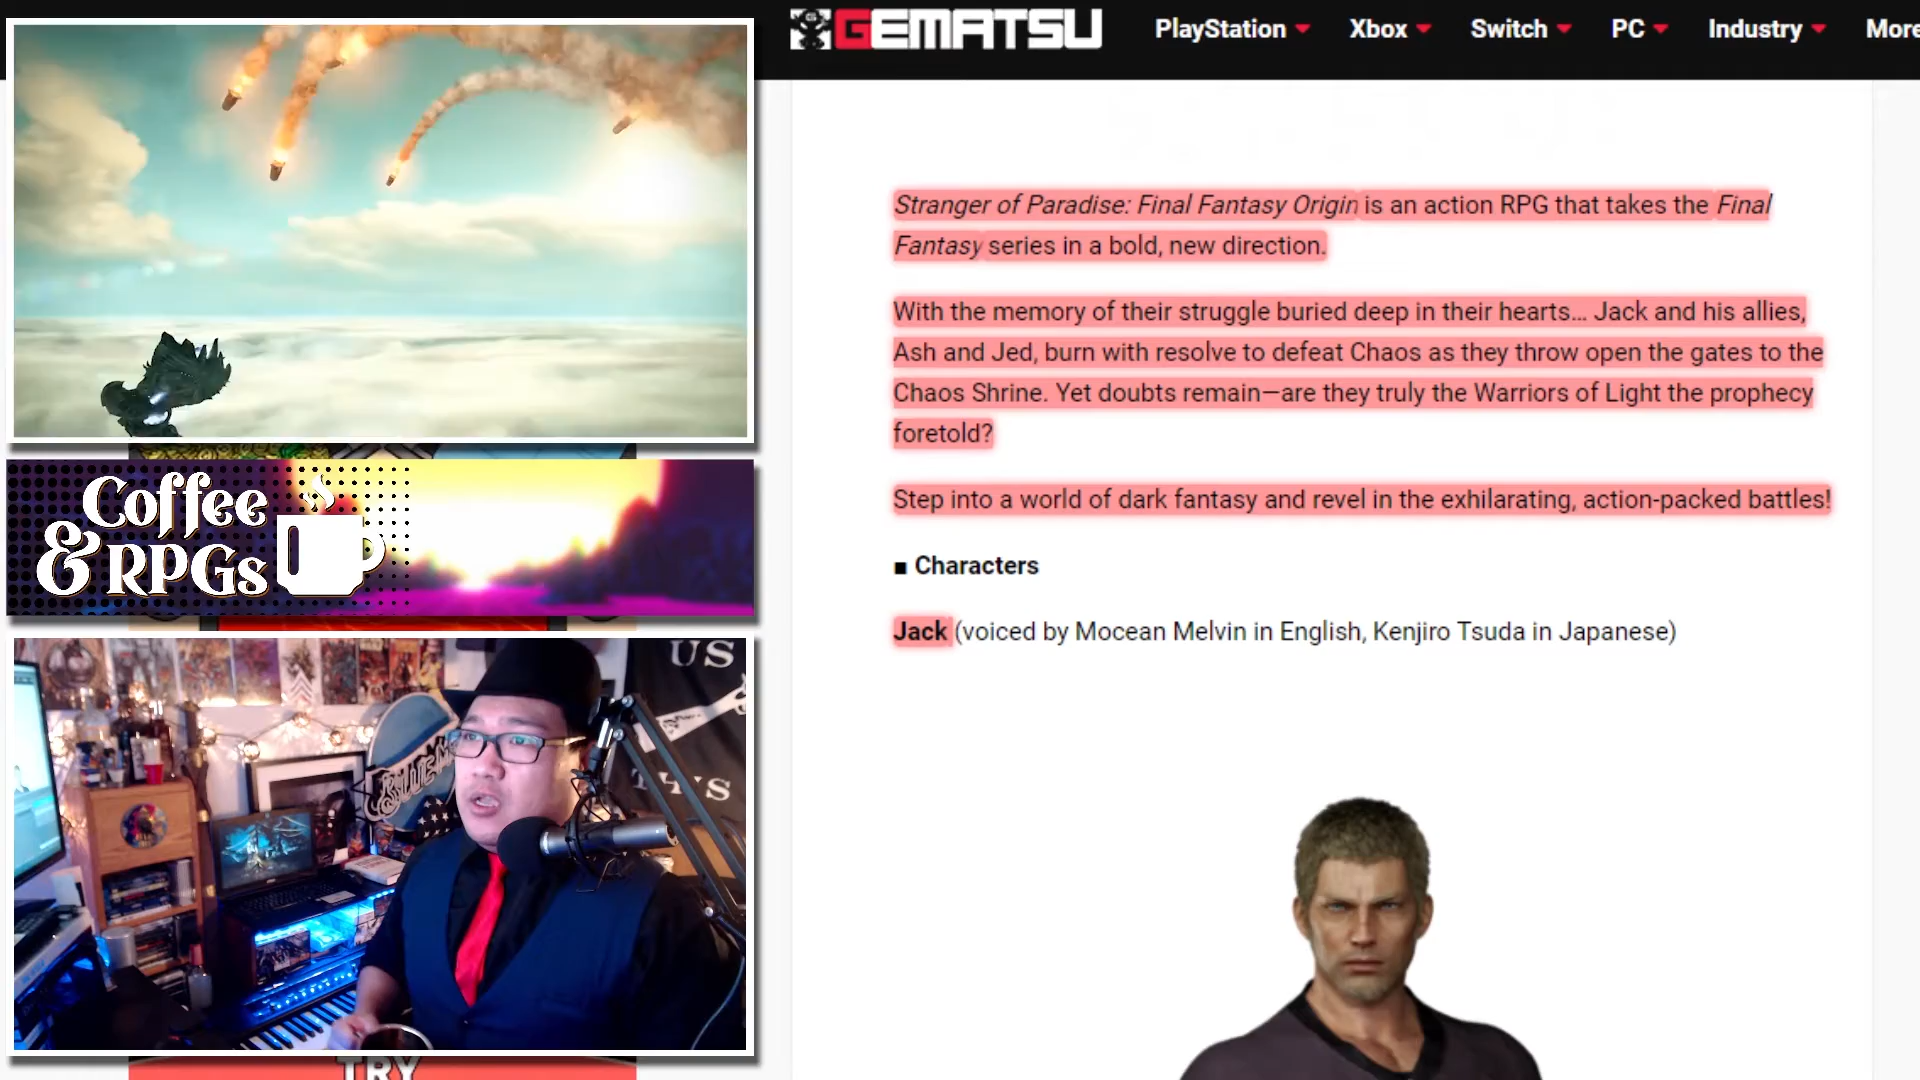 GEMATSU
PlayStation
Xbox
Switch
PC
Industry
More
Stranger of Paradise: Final Fantasy Origin is an action RPG that takes the Final
Fantasy series in a bold, new direction.
With the memory of their struggle buried deep in their hearts… Jack and his allies,
Ash and Jed, burn with resolve to defeat Chaos as they throw open the gates to the
Chaos Shrine. Yet doubts remain—are they truly the Warriors of Light the prophecy
foretold?
Step into a world of dark fantasy and revel in the exhilarating, action-packed battles!
■ Characters
Jack (voiced by Mocean Melvin in English, Kenjiro Tsuda in Japanese)
Coffee
& RPGs
US
TRY